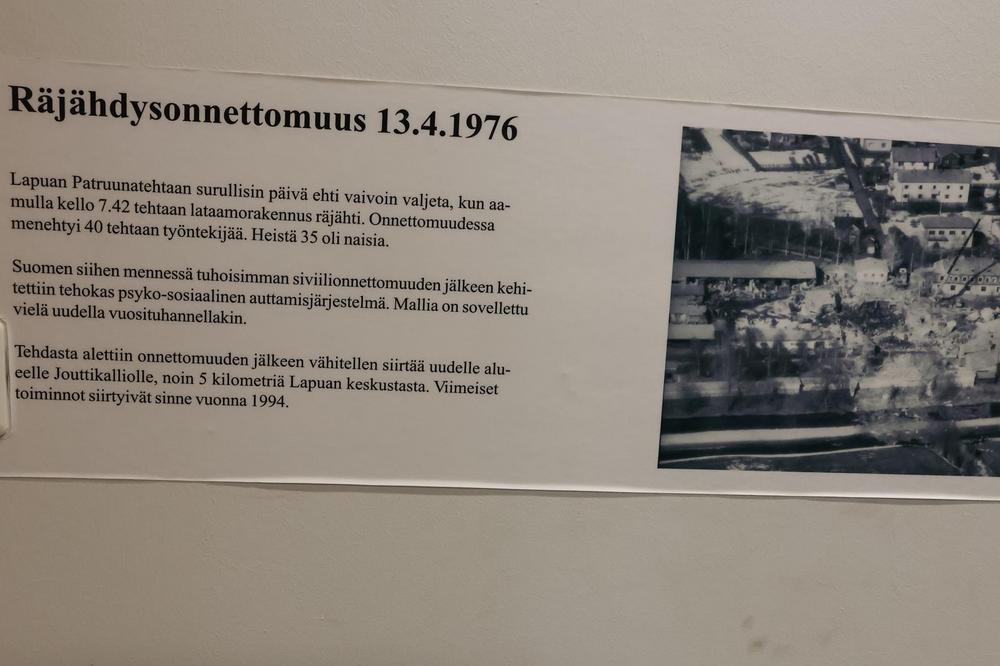 Räjähdysonnettomuus 13.4.1976
Lapuan Patruunatehtaan surullisin päivä ehti vaivoin valjeta, kun aa-
mulla kello 7.42 tehtaan lataamorakennus räjähti. Onnettomuudessa
menehtyi 40 tehtaan työntekijää. Heistä 35 oli naisia.
Suomen siihen mennessä tuhoisimman siviilionnettomuuden jälkeen kehi-
tettiin tehokas psyko-sosiaalinen auttamisjärjestelmä. Mallia on sovellettu
vielä uudella vuosituhannellakin.
Tehdasta alettiin onnettomuuden jälkeen vähitellen siirtää uudelle alu-
eelle Jouttikalliolle, noin 5 kilometriä Lapuan keskustasta. Viimeiset
toiminnot siirtyivät sinne vuonna 1994.